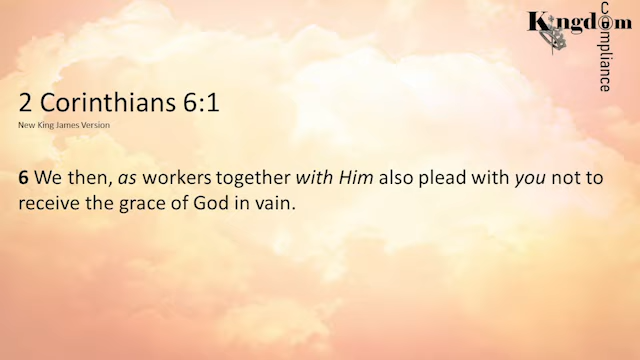 Kingdom
Compliance
2 Corinthians 6:1
New King James Version
6 We then, as workers together with Him also plead with you not to
receive the grace of God in vain.